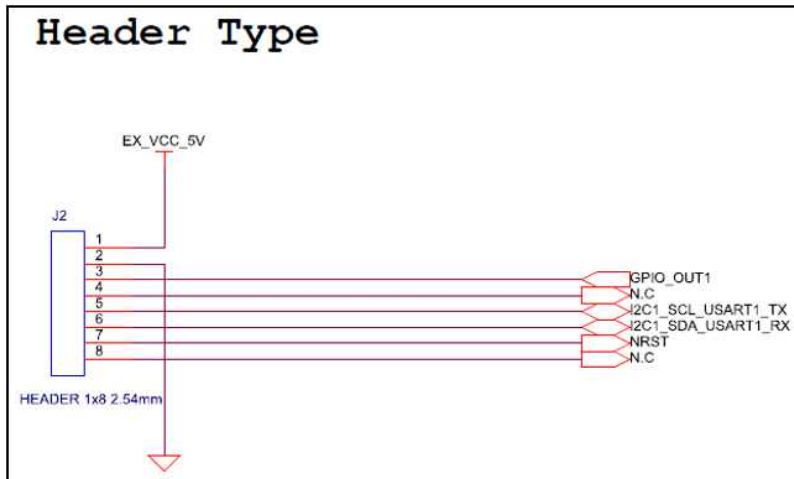 Header Type
EX_VCC_5V
J2
1
2
3
GPIO_OUT1
4
N.C
5
I2C1_SCL_USART1_TX
6
I2C1_SDA_USART1_RX
7
NRST
8
N.C
HEADER 1x8 2.54mm